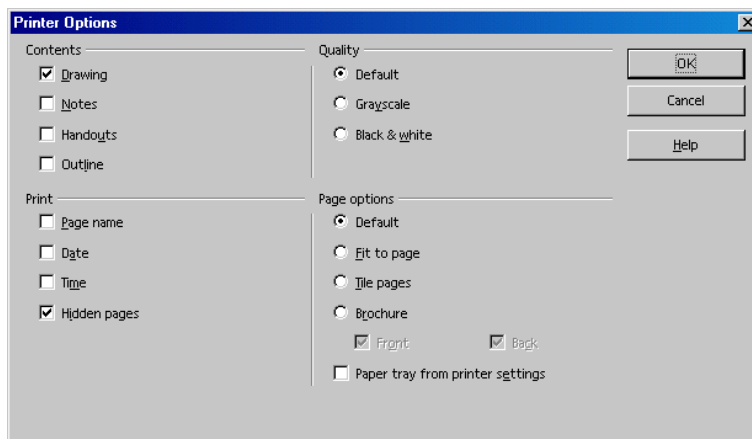 Printer Options
Contents
Drawing
Notes
Handouts
Outline
Quality
Default
Grayscale
Black & white
OK
Cancel
Help
Print
Page name
Date
Time
Hidden pages
Page options
Default
Fit to page
Tile pages
Brochure
Front Back
Paper tray from printer settings